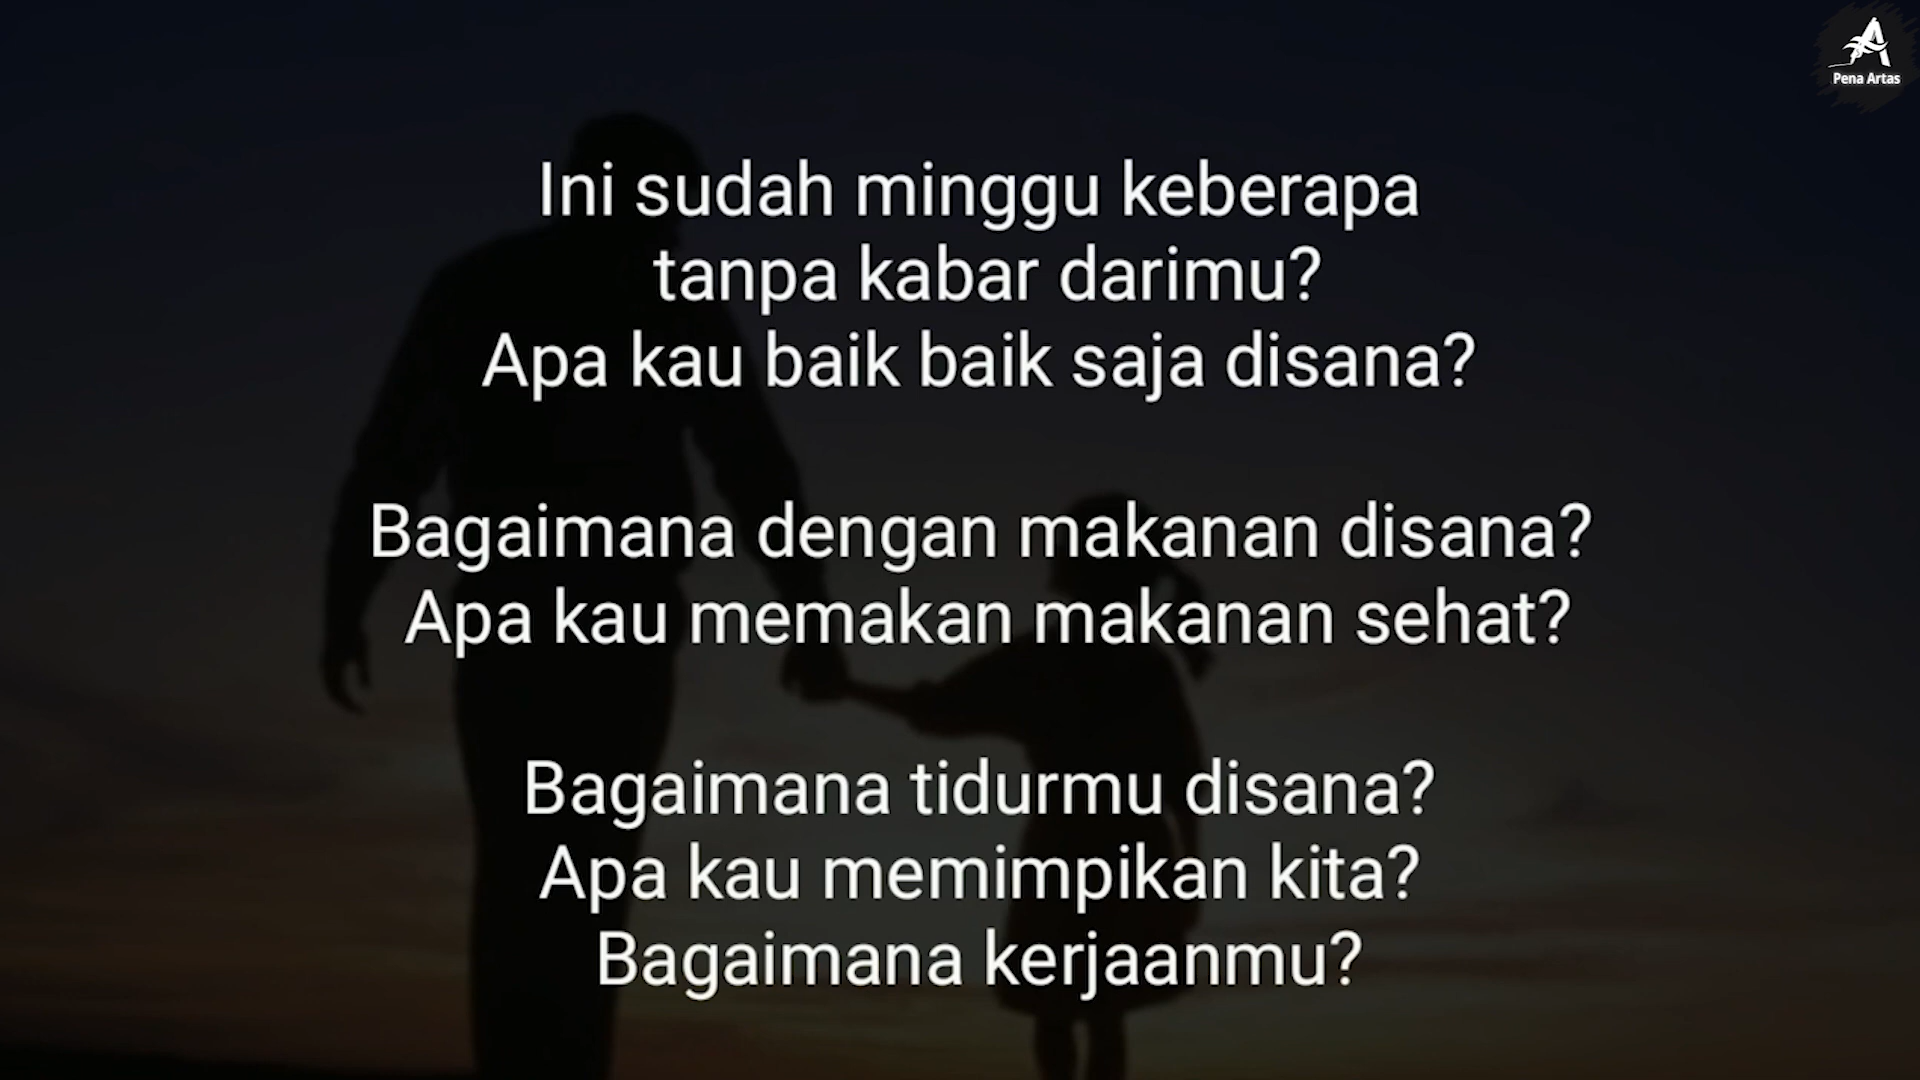 Pena Artas
Ini sudah minggu keberapa
tanpa kabar darimu?
Apa kau baik baik saja disana?
Bagaimana dengan makanan disana?
Apa kau memakan makanan sehat?
Bagaimana tidurmu disana?
Apa kau memimpikan kita?
Bagaimana kerjaanmu?